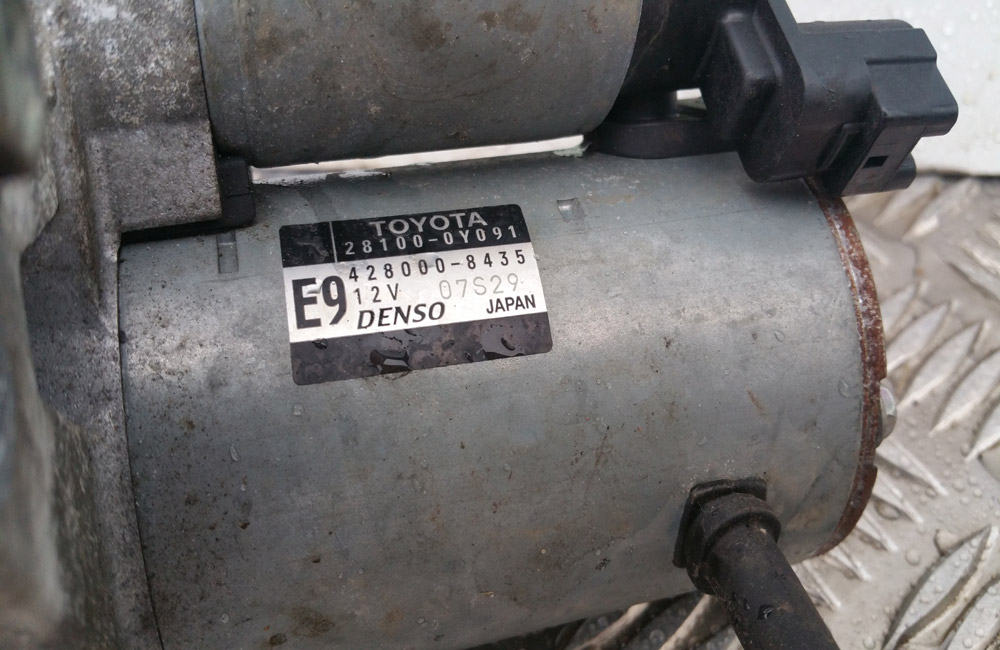 TOYOTA
28100-0Y091
428000-8435
E9 12V 07S29
DENSO JAPAN